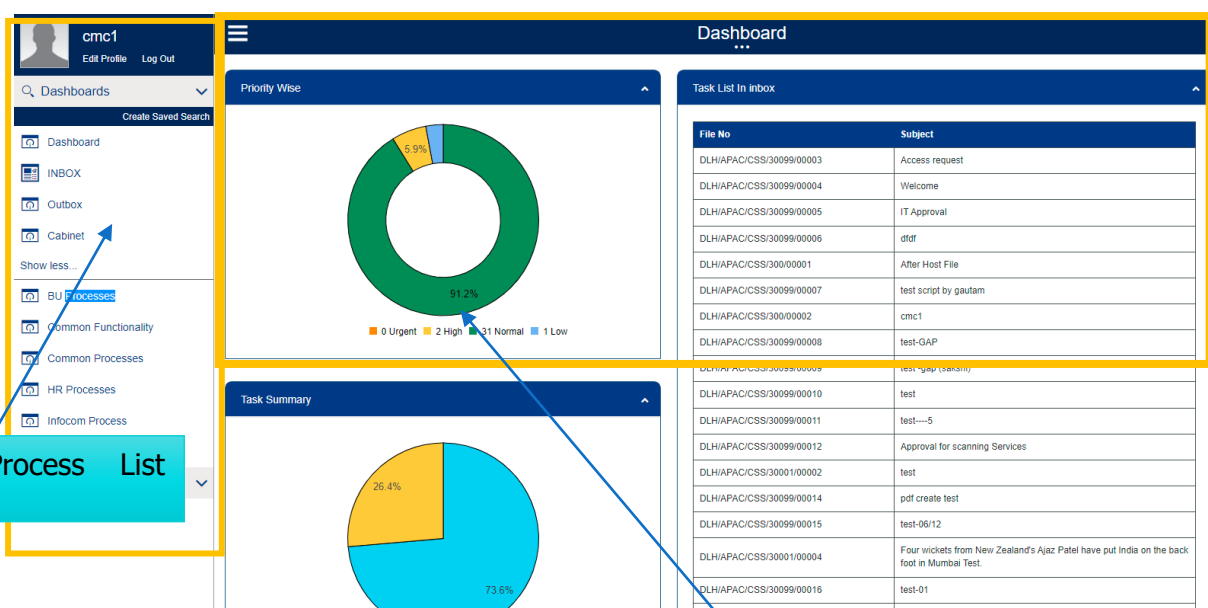 cmc1
Edit Profile Log Out
Dashboards
Create Saved Search
Dashboard
INBOX
Outbox
Cabinet
Show less...
BU Processes
Common Functionality
Common Processes
HR Processes
Infocom Process
Process List
Dashboard
Priority Wise
5.9%
91.2%
0 Urgent 2 High 31 Normal 1 Low
Task Summary
26.4%
73.6%
Task List In inbox
File No Subject
DLH/APAC/CSS/30099/00003 Access request
DLH/APAC/CSS/30099/00004 Welcome
DLH/APAC/CSS/30099/00005 IT Approval
DLH/APAC/CSS/30099/00006 dfdf
DLH/APAC/CSS/300/00001 After Host File
DLH/APAC/CSS/30099/00007 test script by gautam
DLH/APAC/CSS/300/00002 cmc1
DLH/APAC/CSS/30099/00008 test-GAP
DLH/APAC/CSS/30099/00009 test -gap (sakshi)
DLH/APAC/CSS/30099/00010 test
DLH/APAC/CSS/30099/00011 test----5
DLH/APAC/CSS/30099/00012 Approval for scanning Services
DLH/APAC/CSS/30001/00002 test
DLH/APAC/CSS/30099/00014 pdf create test
DLH/APAC/CSS/30099/00015 test-06/12
DLH/APAC/CSS/30001/00004 Four wickets from New Zealand's Ajaz Patel have put India on the back
foot in Mumbai Test.
DLH/APAC/CSS/30099/00016 test-01